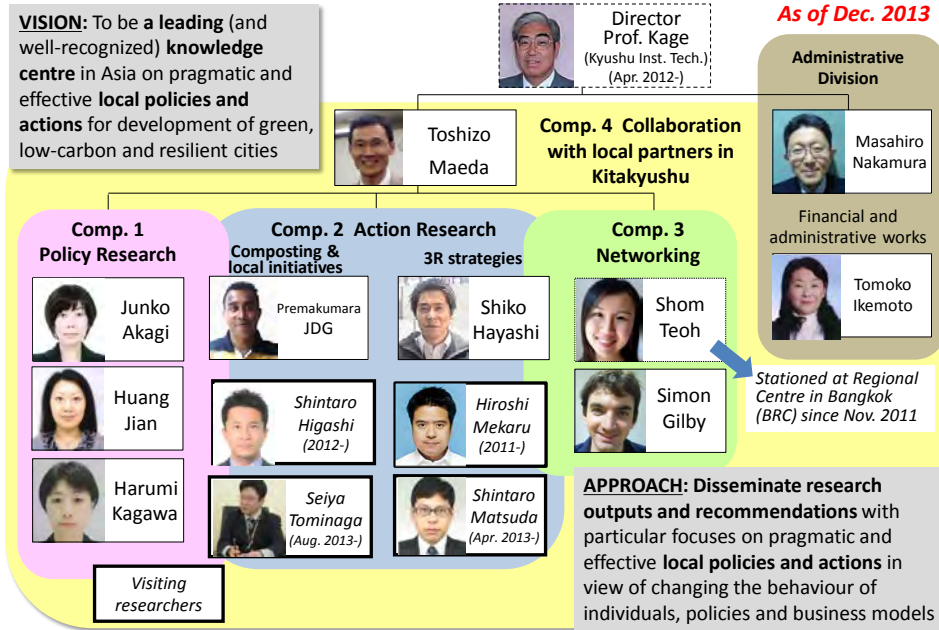 VISION: To be a leading (and
well-recognized) knowledge
centre in Asia on pragmatic and
effective local policies and
actions for development of green,
low-carbon and resilient cities
Director
Prof. Kage
(Kyushu Inst. Tech.)
(Apr. 2012-)
As of Dec. 2013
Administrative
Division
Masahiro
Nakamura
Financial and
administrative works
Tomoko
Ikemoto
Toshizo
Maeda
Comp. 4 Collaboration
with local partners in
Kitakyushu
Comp. 1
Policy Research
Junko
Akagi
Huang
Jian
Harumi
Kagawa
Comp. 2 Action Research
Composting &
local initiatives
Premakumara
JDG
Shintaro
Higashi
(2012-)
Seiya
Tominaga
(Aug. 2013-)
3R strategies
Shiko
Hayashi
Hiroshi
Mekaru
(2011-)
Shintaro
Matsuda
(Apr. 2013-)
Comp. 3
Networking
Shom
Teoh
Simon
Gilby
Stationed at Regional
Centre in Bangkok
(BRC) since Nov. 2011
Visiting
researchers
APPROACH: Disseminate research
outputs and recommendations with
particular focuses on pragmatic and
effective local policies and actions in
view of changing the behaviour of
individuals, policies and business models